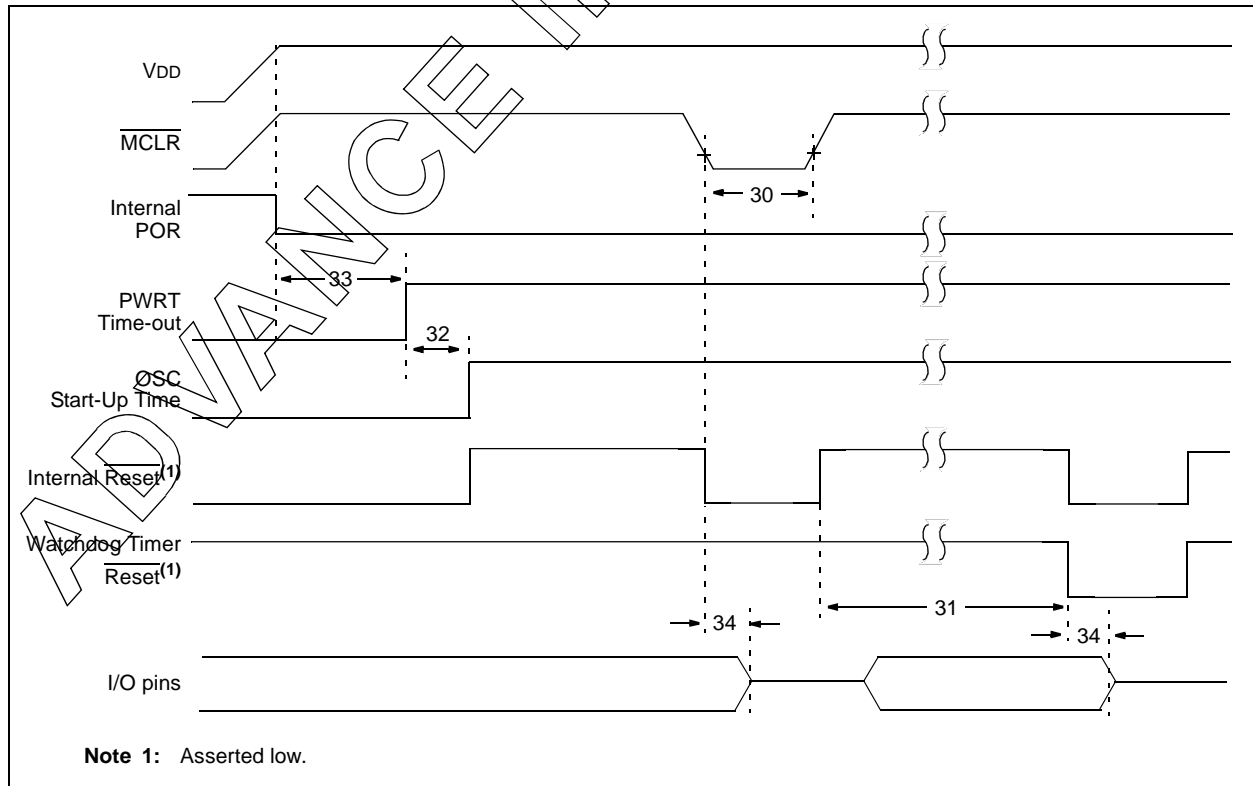 VDD
MCLR
30
Internal
POR
33
PWRT
Time-out
32
OSC
Start-Up Time
Internal Reset(1)
Watchdog Timer
Reset(1)
31
34
34
I/O pins
Note 1: Asserted low.
ADVANCE IN